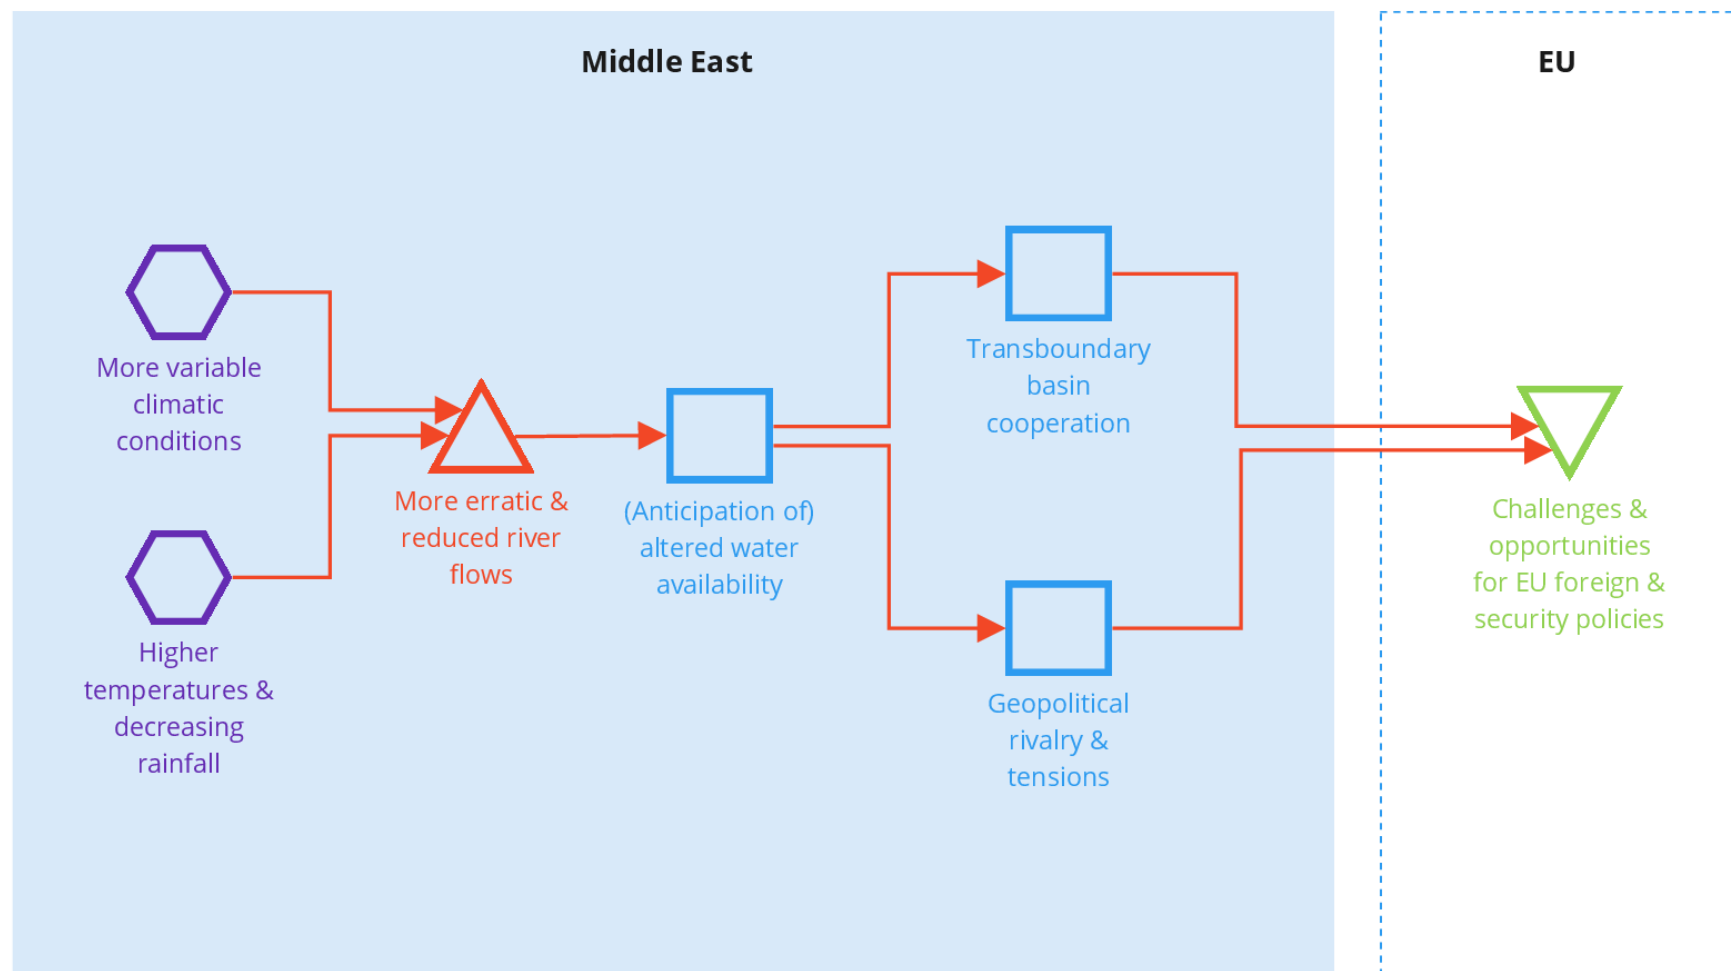 Middle East
EU
More variable
climatic
conditions
Higher
temperatures &
decreasing
rainfall
More erratic &
reduced river
flows
(Anticipation of)
altered water
availability
Transboundary
basin
cooperation
Geopolitical
rivalry &
tensions
Challenges &
opportunities
for EU foreign &
security policies